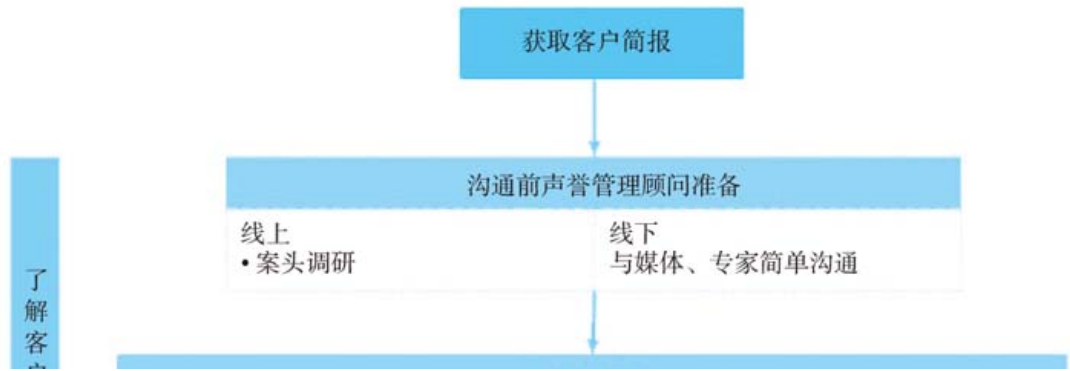 获取客户简报
沟通前声誉管理顾问准备
线上
• 案头调研
线下
与媒体、专家简单沟通
了
解
客